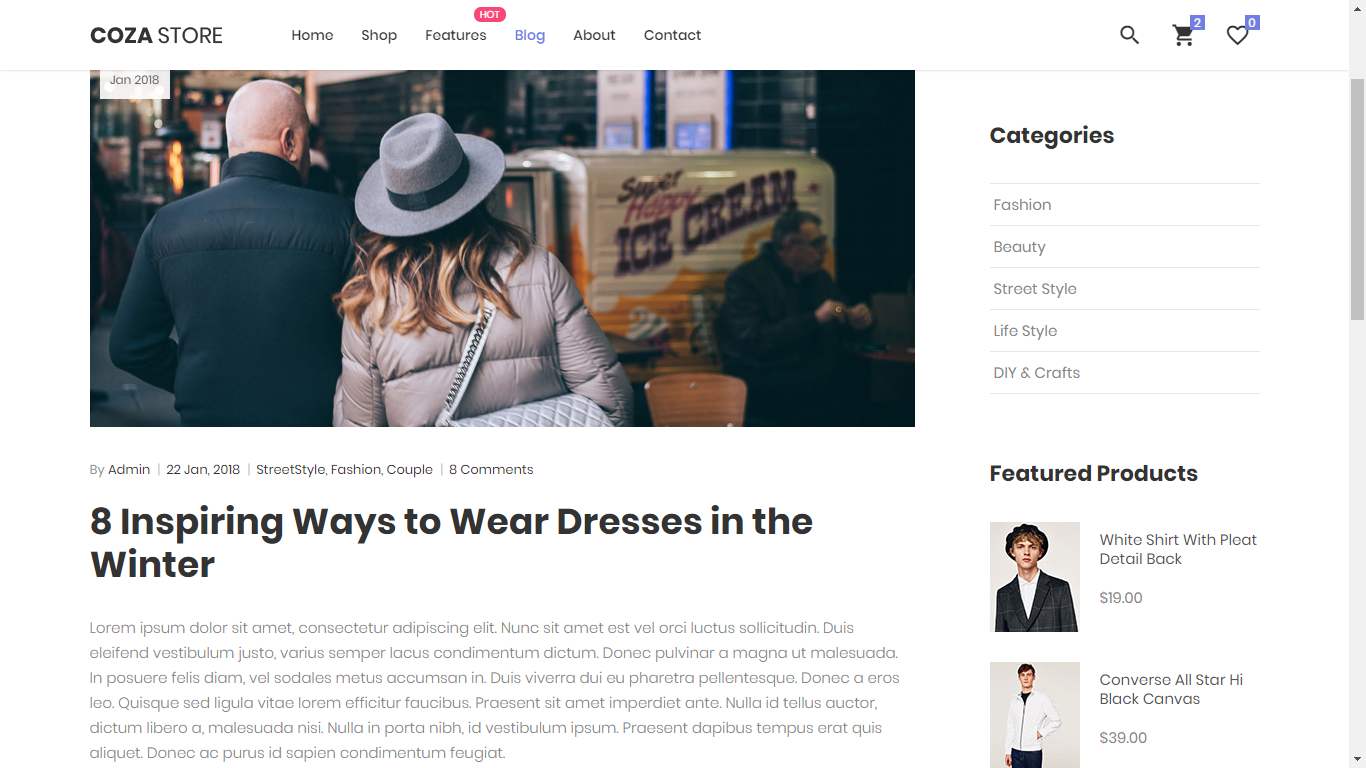 HOT
COZA STORE Home Shop Features Blog About Contact 2 0
Jan 2018
Super
Happy
ICE CREAM
Categories
Fashion
Beauty
Street Style
Life Style
DIY & Crafts
By Admin | 22 Jan, 2018 | StreetStyle, Fashion, Couple | 8 Comments
8 Inspiring Ways to Wear Dresses in the
Winter
Lorem ipsum dolor sit amet, consectetur adipiscing elit. Nunc sit amet est vel orci luctus sollicitudin. Duis
eleifend vestibulum justo, varius semper lacus condimentum dictum. Donec pulvinar a magna ut malesuada.
In posuere felis diam, vel sodales metus accumsan in. Duis viverra dui eu pharetra pellentesque. Donec a eros
leo. Quisque sed ligula vitae lorem efficitur faucibus. Praesent sit amet imperdiet ante. Nulla id tellus auctor,
dictum libero a, malesuada nisi. Nulla in porta nibh, id vestibulum ipsum. Praesent dapibus tempus erat quis
aliquet. Donec ac purus id sapien condimentum feugiat.
Featured Products
White Shirt With Pleat
Detail Back
$19.00
Converse All Star Hi
Black Canvas
$39.00